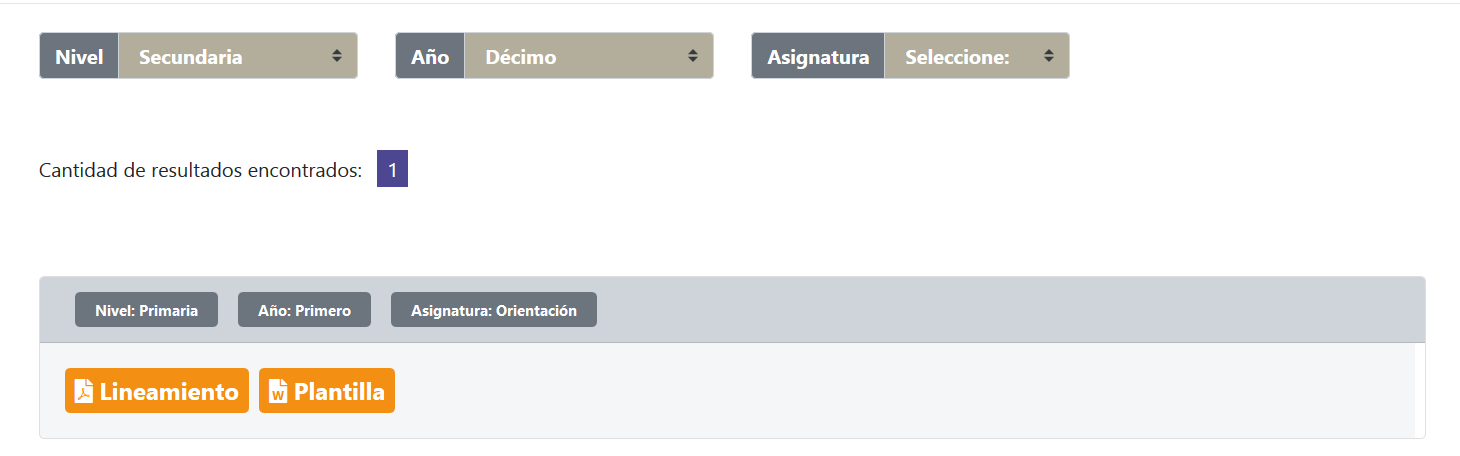 Nivel Secundaria Año Décimo Asignatura Seleccione:
Cantidad de resultados encontrados: 1
Nivel: Primaria Año: Primero Asignatura: Orientación
Lineamiento Plantilla